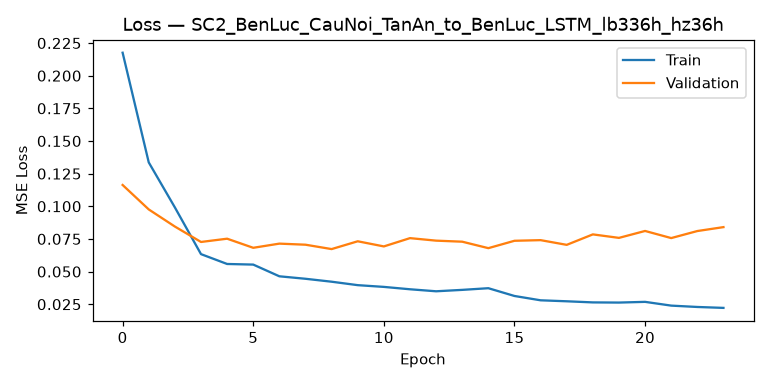 Loss — SC2_BenLuc_CauNoi_TanAn_to_BenLuc_LSTM_lb336h_hz36h
Train
Validation
0.225
0.200
0.175
0.150
0.125
0.100
0.075
0.050
0.025
MSE Loss
0 5 10 15 20
Epoch